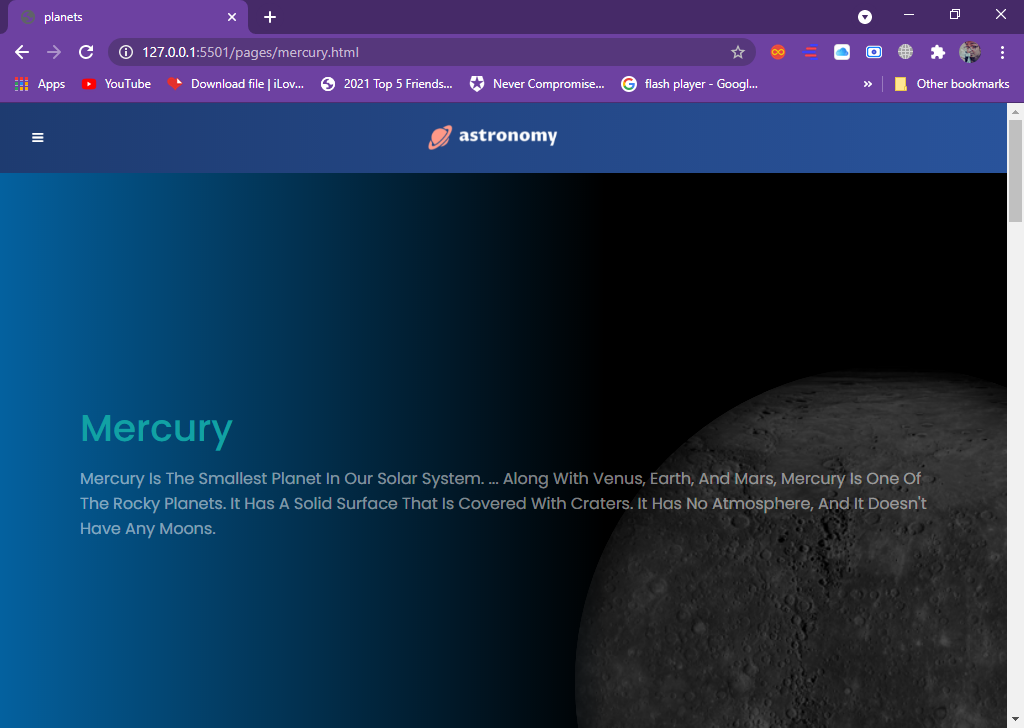 planets
127.0.0.1:5501/pages/mercury.html
Apps YouTube Download file | iLov... 2021 Top 5 Friends... Never Compromise... flash player - Googl... » Other bookmarks
astronomy
Mercury
Mercury Is The Smallest Planet In Our Solar System. ... Along With Venus, Earth, And Mars, Mercury Is One Of
The Rocky Planets. It Has A Solid Surface That Is Covered With Craters. It Has No Atmosphere, And It Doesn't
Have Any Moons.